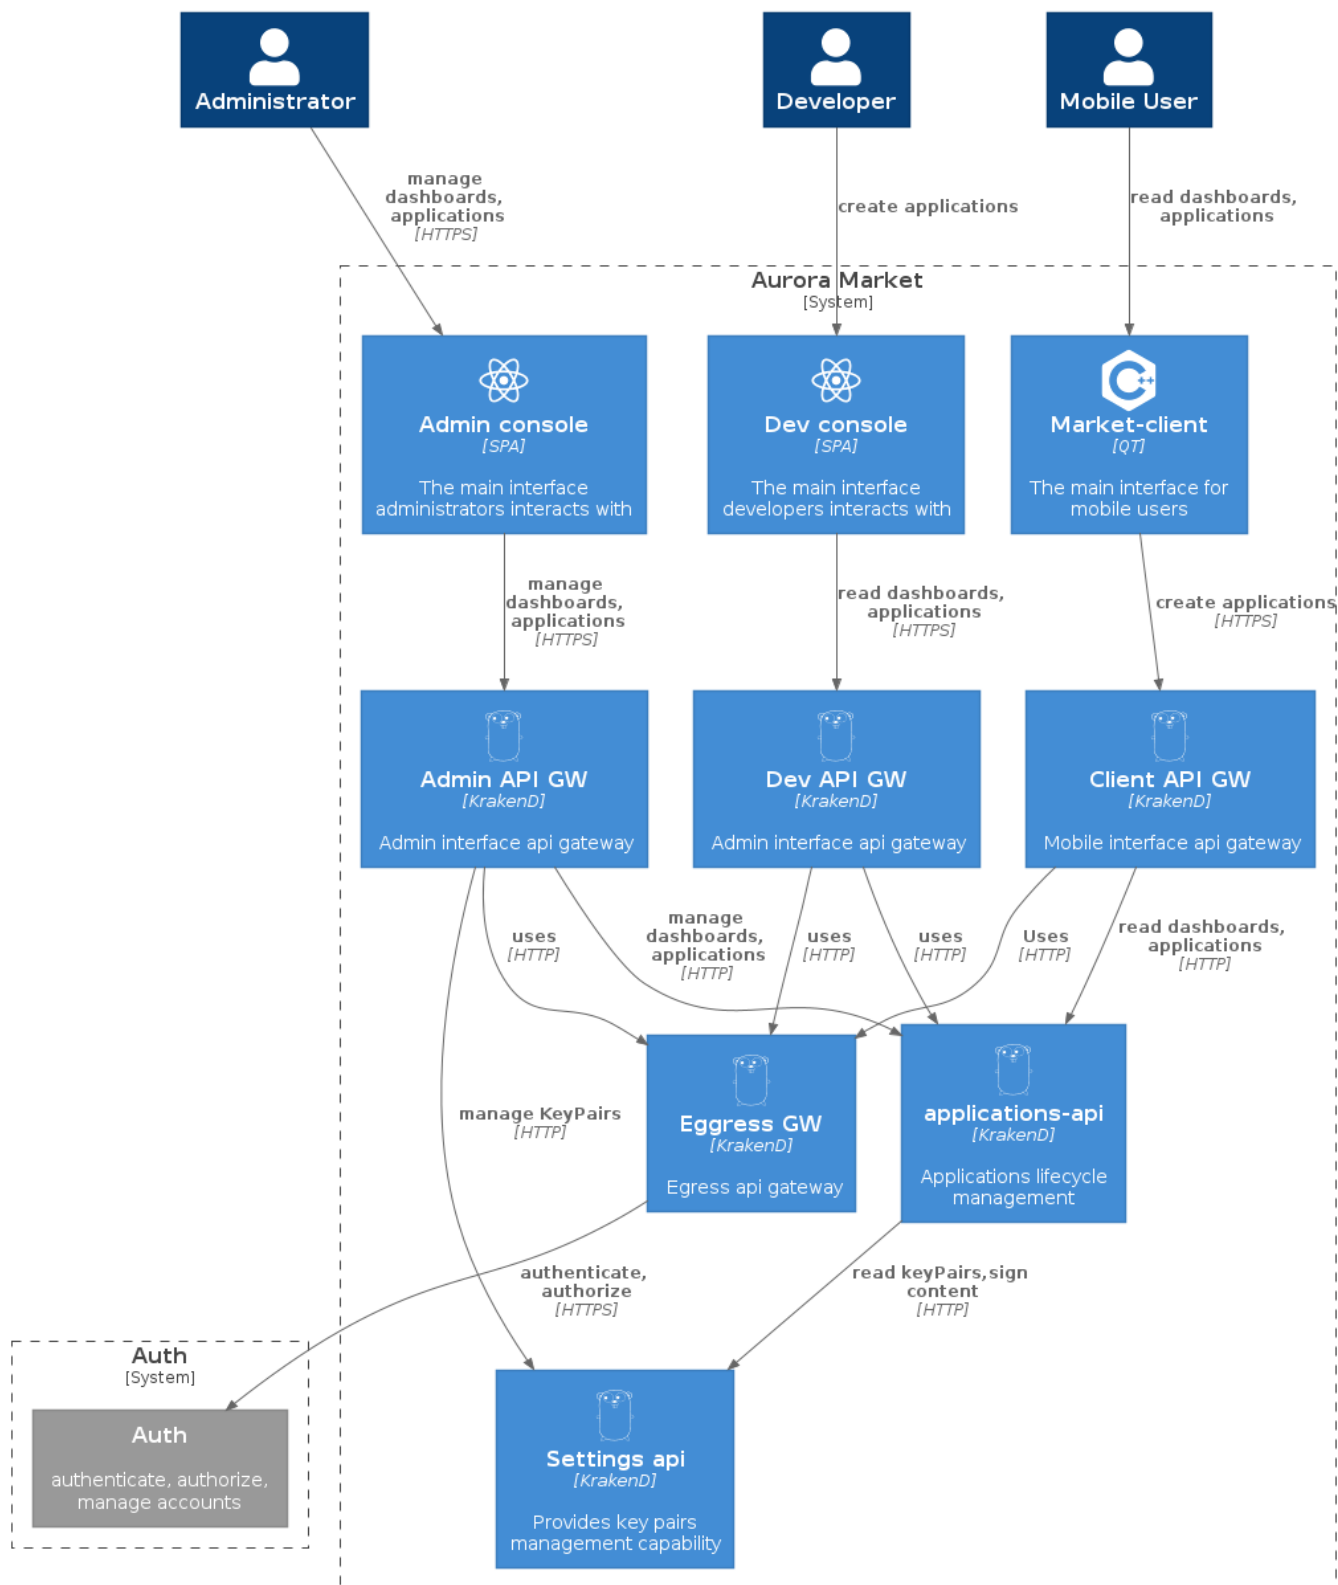 Administrator
Developer
Mobile User
manage
dashboards,
applications
[HTTPS]
create applications
read dashboards,
applications
Aurora Market
[System]
Admin console
[SPA]
The main interface
administrators interacts with
Dev console
[SPA]
The main interface
developers interacts with
C++
Market-client
[QT]
The main interface for
mobile users
manage
dashboards,
applications
[HTTPS]
read dashboards,
applications
[HTTPS]
create applications
[HTTPS]
Admin API GW
[KrakenD]
Admin interface api gateway
Dev API GW
[KrakenD]
Admin interface api gateway
Client API GW
[KrakenD]
Mobile interface api gateway
uses
[HTTP]
manage
dashboards,
applications
[HTTP]
uses
[HTTP]
uses
[HTTP]
Uses
[HTTP]
read dashboards,
applications
[HTTP]
manage KeyPairs
[HTTP]
Eggress GW
[KrakenD]
Egress api gateway
applications-api
[KrakenD]
Applications lifecycle
management
authenticate,
authorize
[HTTPS]
read keyPairs,sign
content
[HTTP]
Auth
[System]
Auth
authenticate, authorize,
manage accounts
Settings api
[KrakenD]
Provides key pairs
management capability